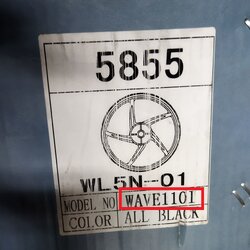 5855
WL5N-01
MODEL NO WAVE1101
COLOR ALL BLACK